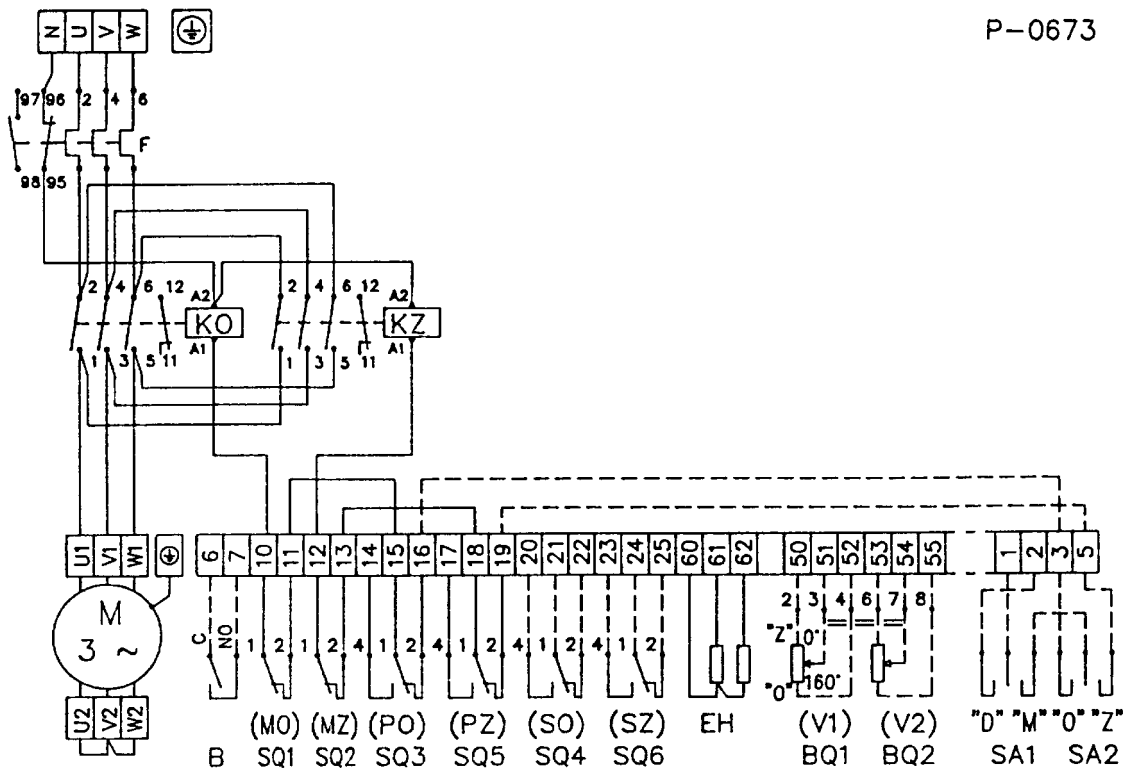 P-0673
N U V W
97 96 2 4 6
F
98 95
2 4 6 12 A2 2 4 6 12 A2
KO KZ
1 3 5 11 A1 1 3 5 11 A1
U1 V1 W1 6 7 10 11 12 13 14 15 16 17 18 19 20 21 22 23 24 25 60 61 62 50 51 52 53 54 55 1 2 3 5
M
3 ~
C NO 1 2 1 2 4 1 2 4 1 2 4 1 2 4 1 2
2 3 4 6 7 8
"Z" 0°
"O" 160°
U2 V2 W2
"D" "M" "O" "Z"
(MO) (MZ) (PO) (PZ) (SO) (SZ) EH (V1) (V2)
B SQ1 SQ2 SQ3 SQ5 SQ4 SQ6 BQ1 BQ2 SA1 SA2